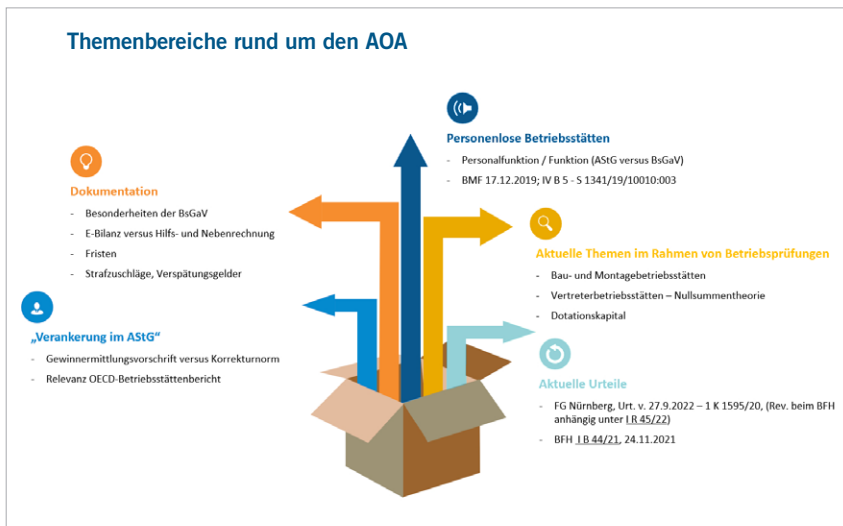 Themenbereiche rund um den AOA
Personenlose Betriebsstätten
- Personalfunktion / Funktion (AStG versus BsGaV)
- BMF 17.12.2019; IV B 5 - S 1341/19/10010:003
Dokumentation
- Besonderheiten der BsGaV
- E-Bilanz versus Hilfs- und Nebenrechnung
- Fristen
- Strafzuschläge, Verspätungsgelder
Aktuelle Themen im Rahmen von Betriebsprüfungen
- Bau- und Montagebetriebsstätten
- Vertreterbetriebsstätten – Nullsummentheorie
- Dotationskapital
„Verankerung im AStG“
- Gewinnermittlungsvorschrift versus Korrekturnorm
- Relevanz OECD-Betriebsstättenbericht
Aktuelle Urteile
- FG Nürnberg, Urt. v. 27.9.2022 – 1 K 1595/20, (Rev. beim BFH
anhängig unter I R 45/22)
- BFH I B 44/21, 24.11.2021